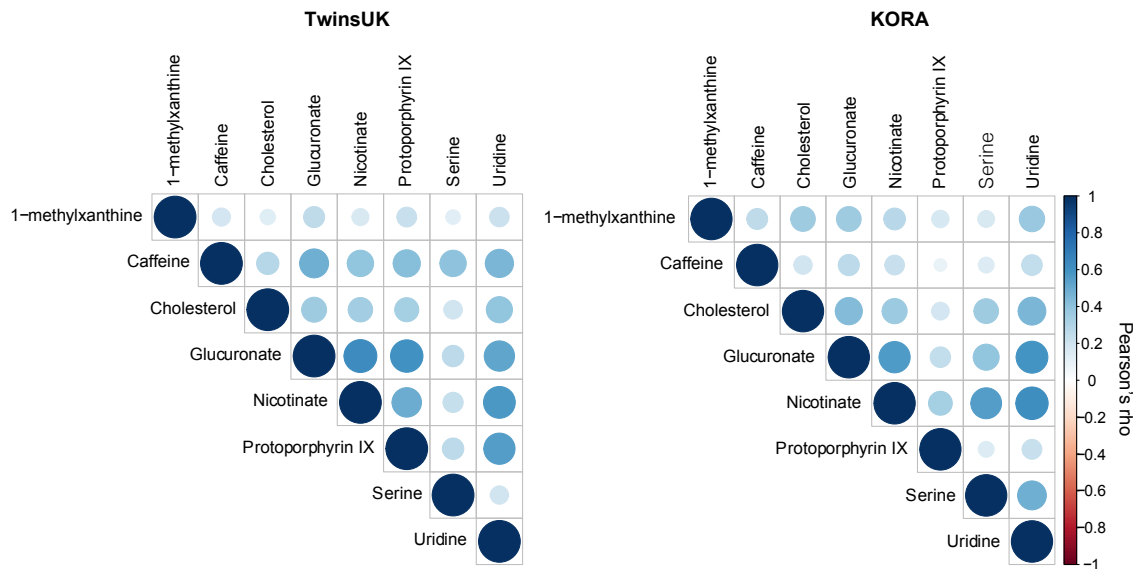 TwinsUK
KORA
1−methylxanthine
Caffeine
Cholesterol
Glucuronate
Nicotinate
Protoporphyrin IX
Serine
Uridine
1−methylxanthine
Caffeine
Cholesterol
Glucuronate
Nicotinate
Protoporphyrin IX
Serine
Uridine
1−methylxanthine
Caffeine
Cholesterol
Glucuronate
Nicotinate
Protoporphyrin IX
Serine
Uridine
1−methylxanthine
Caffeine
Cholesterol
Glucuronate
Nicotinate
Protoporphyrin IX
Serine
Uridine
1
0.8
0.6
0.4
0.2
0
−0.2
−0.4
−0.6
−0.8
−1
Pearson's rho